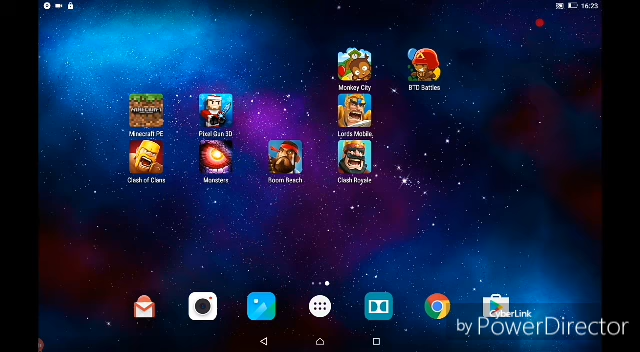 16:23
Monkey City
BTD Battles
MINECRAFT
Minecraft PE
Pixel Gun 3D
Lords Mobile
Clash of Clans
Monsters
Boom Beach
Clash Royale
CyberLink
by PowerDirector